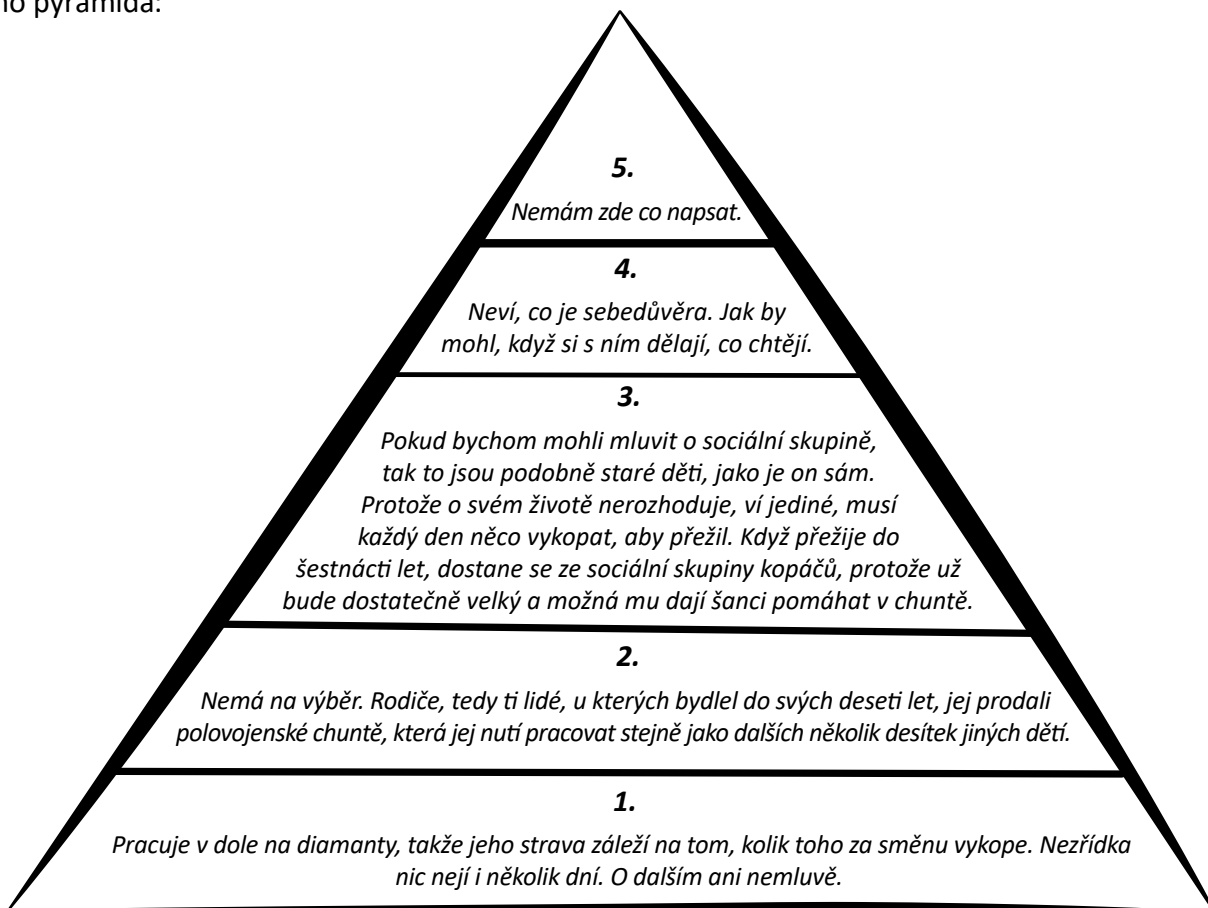 pyramida:
5.
Nemám zde co napsat.
4.
Neví, co je sebedůvěra. Jak by
mohl, když si s ním dělají, co chtějí.
3.
Pokud bychom mohli mluvit o sociální skupině,
tak to jsou podobně staré děti, jako je on sám.
Protože o svém životě nerozhoduje, ví jediné, musí
každý den něco vykopat, aby přežil. Když přežije do
šestnácti let, dostane se ze sociální skupiny kopáčů, protože už
bude dostatečně velký a možná mu dají šanci pomáhat v chuntě.
2.
Nemá na výběr. Rodiče, tedy ti lidé, u kterých bydlel do svých deseti let, jej prodali
polovojenské chuntě, která jej nutí pracovat stejně jako dalších několik desítek jiných dětí.
1.
Pracuje v dole na diamanty, takže jeho strava záleží na tom, kolik toho za směnu vykope. Nezřídka
nic nejí i několik dní. O dalším ani nemluvě.